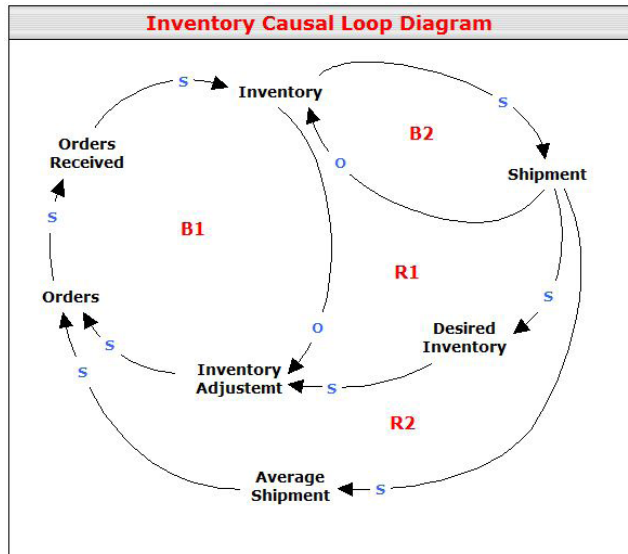 Inventory Causal Loop Diagram
S
Inventory
S
B2
Orders
Received
O
Shipment
S
B1
R1
Orders
S
O
Desired
Inventory
S
S
Inventory
Adjustemt
S
R2
Average
Shipment
S